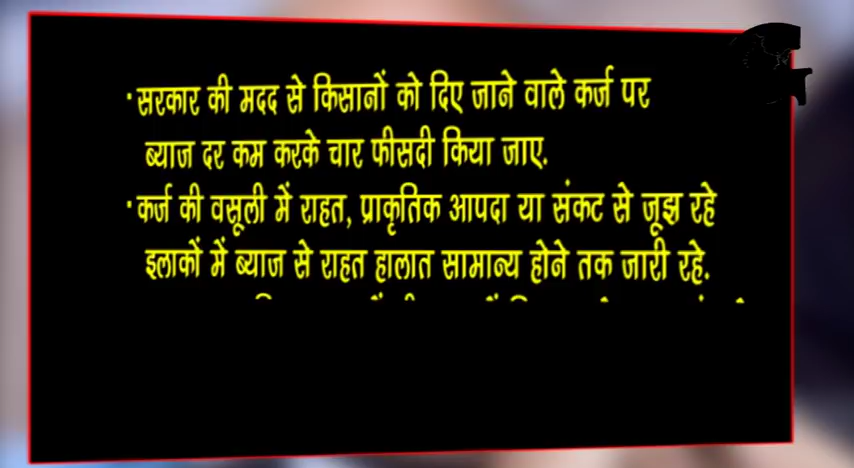 ·सरकार की मदद से किसानों को दिए जाने वाले कर्ज पर
ब्याज दर कम करके चार फीसदी किया जाए.
·कर्ज की वसूली में राहत, प्राकृतिक आपदा या संकट से जूझ रहे
इलाकों में ब्याज से राहत हालात सामान्य होने तक जारी रहे.